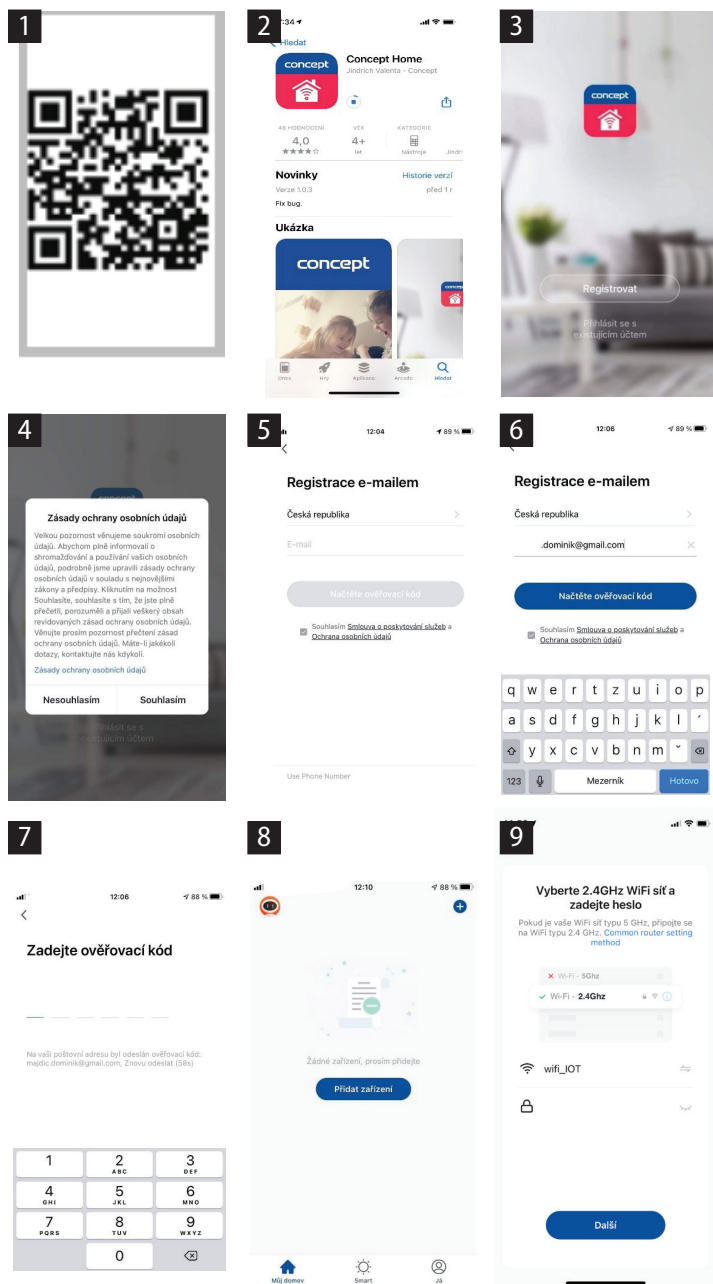 1
2
7:34
Hledat
concept
Concept Home
Jindrich Valenta - Concept
48 HODNOCENÍ
VĚK
KATEGORIE
4,0
4+
★★★★☆
let
Nástroje
Jindři
Novinky
Historie verzí
Verze 1.0.3
před 1 r
Fix bug.
Ukázka
concept
concept
Dnes
Hry
Aplikace
Arcade
Hledat
3
concept
Registrovat
Přihlásit se s
existujícím účtem
4
concept
Zásady ochrany osobních údajů
Velkou pozornost věnujeme soukromí osobních
údajů. Abychom plně informovali o
shromažďování a používání vašich osobních
údajů, podrobně jsme upravili zásady ochrany
osobních údajů v souladu s nejnovějšími
zákony a předpisy. Kliknutím na možnost
Souhlasíte, souhlasíte s tím, že jste plně
přečetli, porozuměli a přijali veškerý obsah
revidovaných zásad ochrany osobních údajů.
Věnujte prosím pozornost přečtení zásad
ochrany osobních údajů. Máte-li jakékoli
dotazy, kontaktujte nás kdykoli.
Zásady ochrany osobních údajů
Nesouhlasím
Souhlasím
Přihlásit se s
existujícím účtem
5
12:04
89 %
Registrace e-mailem
Česká republika
E-mail
Načtěte ověřovací kód
Souhlasím Smlouva o poskytování služeb a
Ochrana osobních údajů
Use Phone Number
6
12:06
89 %
Registrace e-mailem
Česká republika
.dominik@gmail.com
Načtěte ověřovací kód
Souhlasím Smlouva o poskytování služeb a
Ochrana osobních údajů
q w e r t z u i o p
a s d f g h j k l ´
y x c v b n m ˇ
123
Mezerník
Hotovo
7
12:06
88 %
Zadejte ověřovací kód
Na vaši poštovní adresu byl odeslán ověřovací kód:
majdic.dominik@gmail.com, Znovu odeslat (58s)
1
2
3
ABC
DEF
4
5
6
GHI
JKL
MNO
7
8
9
PQRS
TUV
WXYZ
0
8
12:10
88 %
Žádné zařízení, prosím přidejte
Přidat zařízení
Můj domov
Smart
Já
9
Vyberte 2.4GHz WiFi síť a
zadejte heslo
Pokud je vaše WiFi síť typu 5 GHz, připojte se
na WiFi typu 2.4 GHz. Common router setting
method
Wi-Fi - 5Ghz
Wi-Fi - 2.4Ghz
wifi_IOT
Další